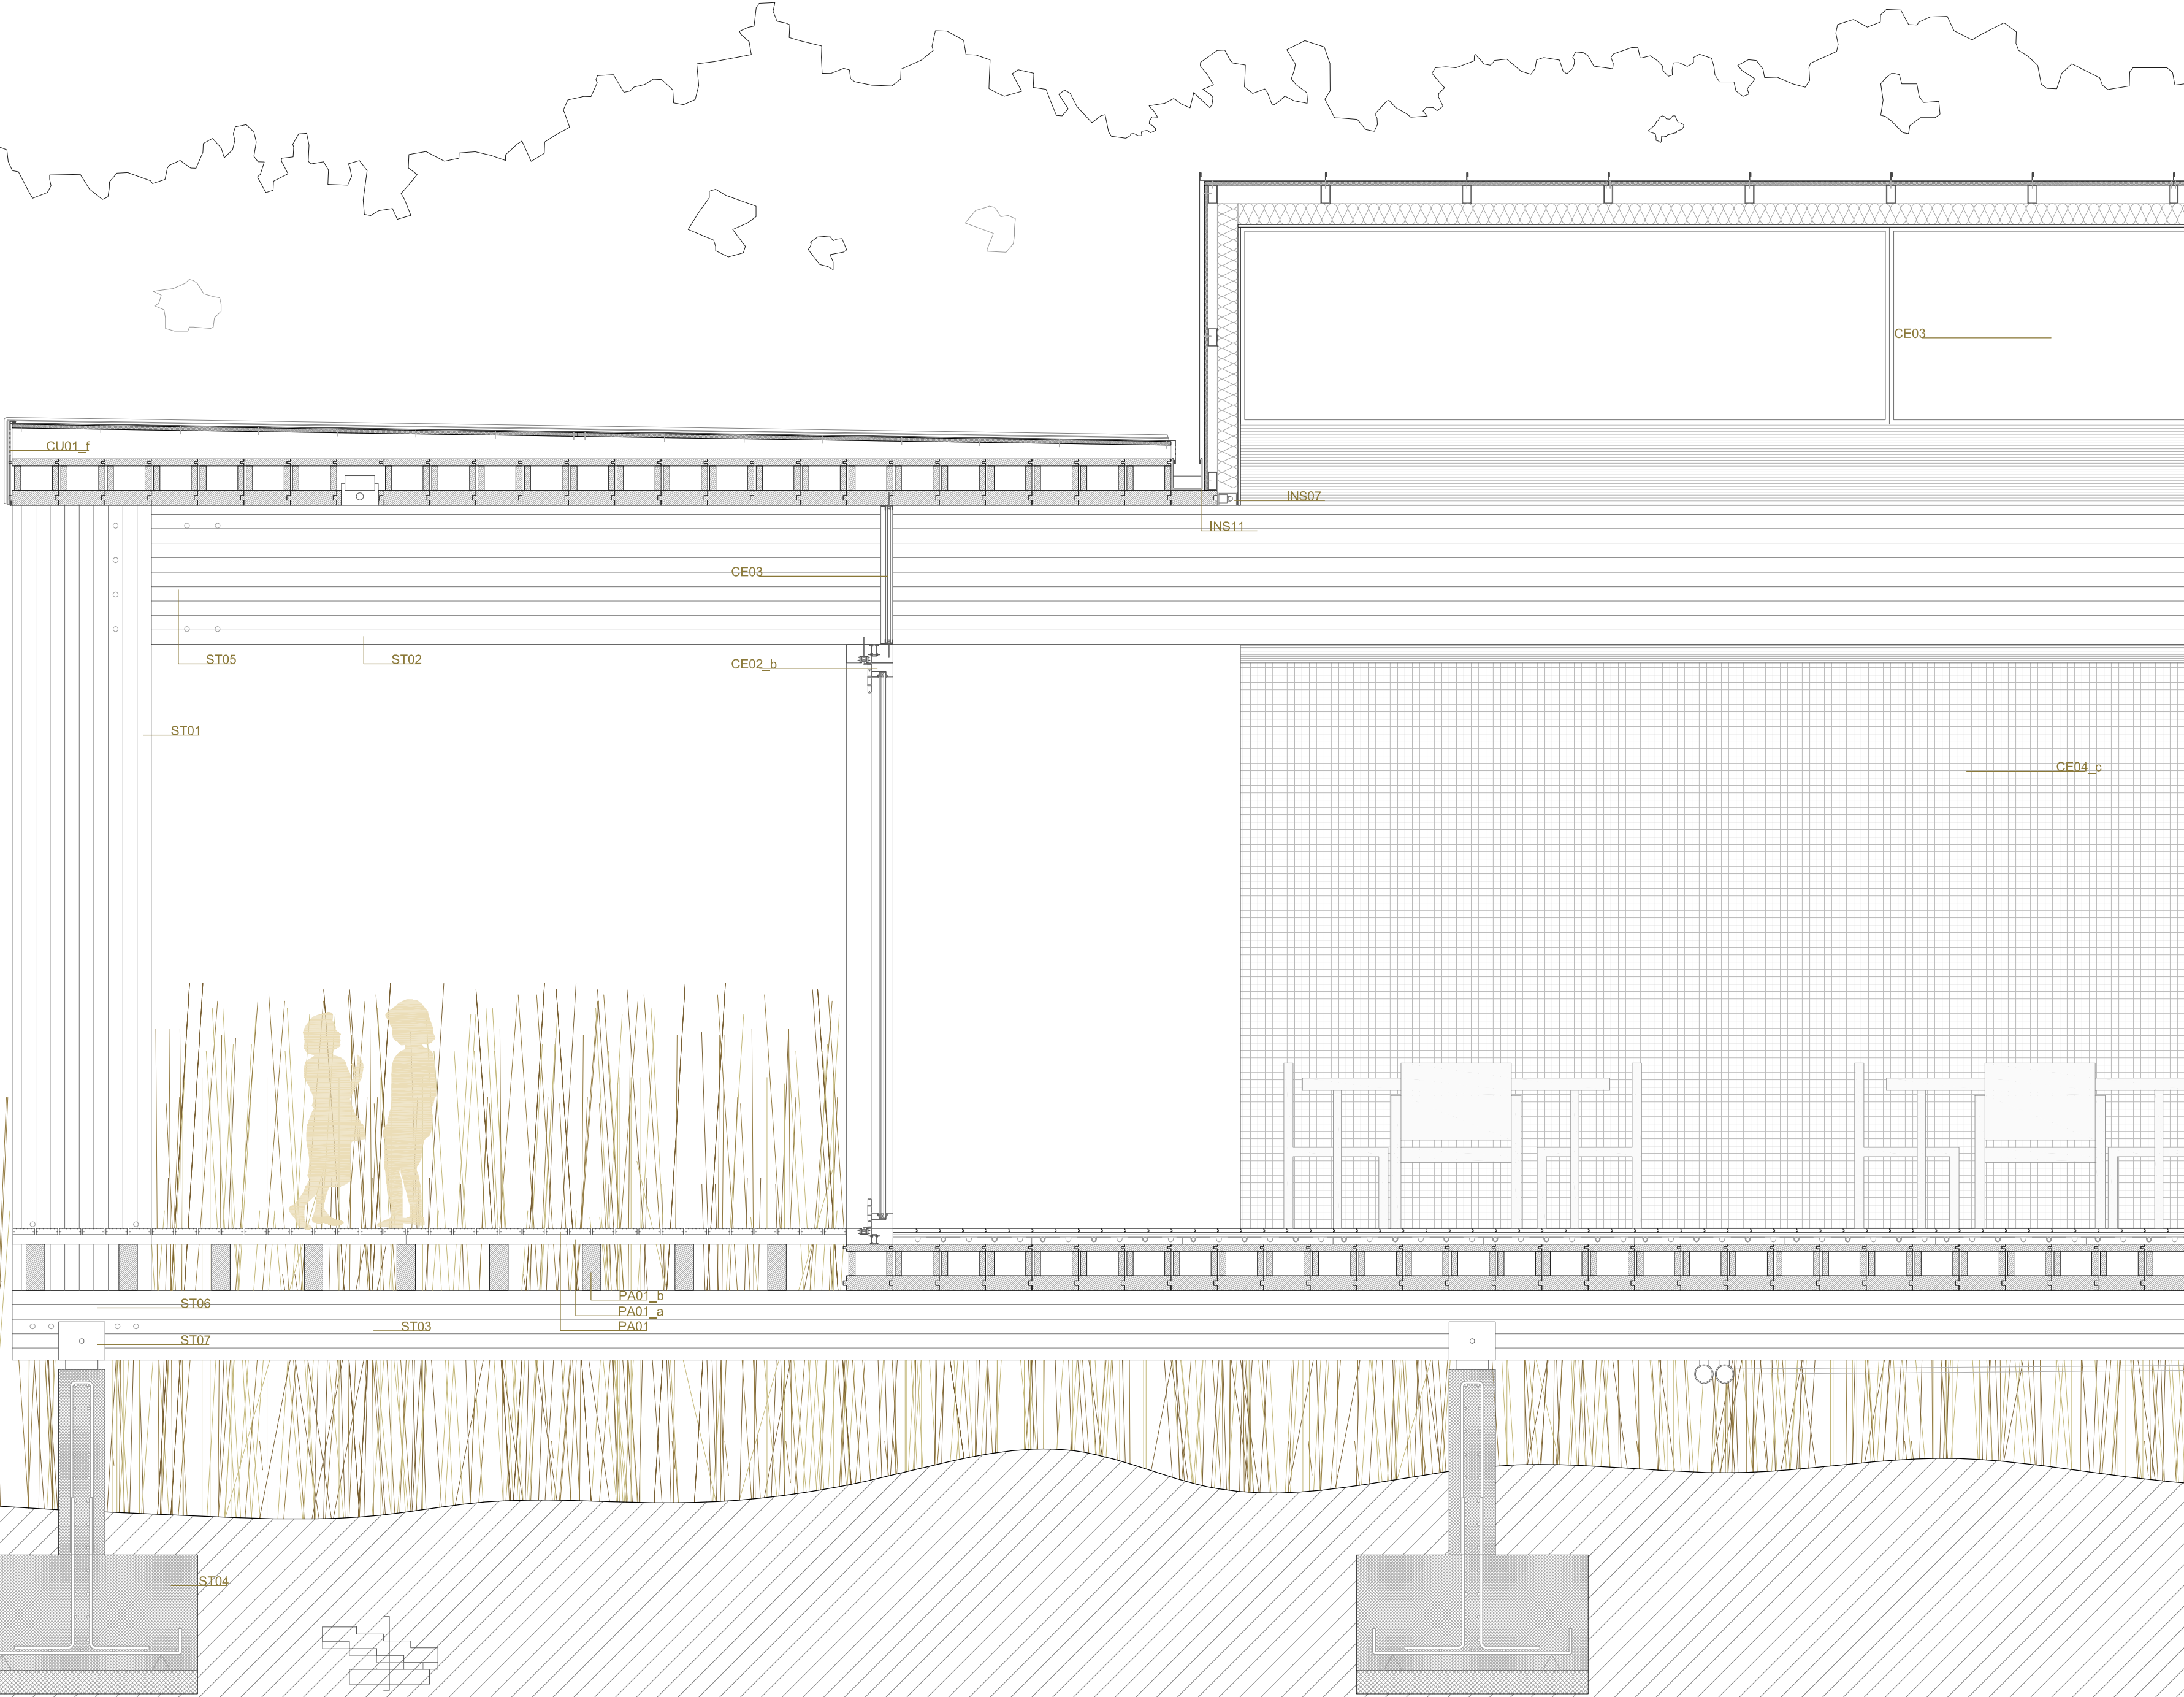 CE03
CU01_f
INS07
INS11
CE03
ST05
ST02
CE02_b
ST01
CE04_c
PA01_b
ST06
PA01_a
ST03
PA01
ST07
ST04